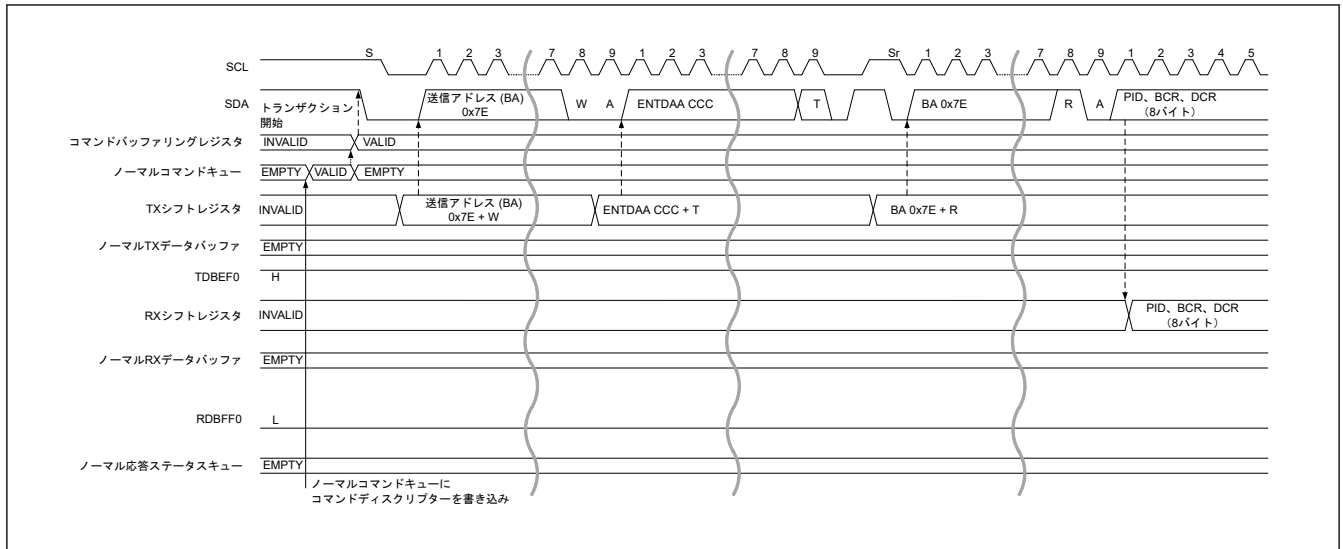 S 1 2 3 7 8 9 1 2 3 7 8 9 Sr 1 2 3 7 8 9 1 2 3 4 5
SCL
SDA トランザクション開始 送信アドレス (BA) 0x7E W A ENTDAA CCC T BA 0x7E R A PID、BCR、DCR (8バイト)
コマンドバッファリングレジスタ INVALID VALID
ノーマルコマンドキュー EMPTY VALID EMPTY
TXシフトレジスタ INVALID 送信アドレス (BA) 0x7E + W ENTDAA CCC + T BA 0x7E + R
ノーマルTXデータバッファ EMPTY
TDBEF0 H
RXシフトレジスタ INVALID PID、BCR、DCR (8バイト)
ノーマルRXデータバッファ EMPTY
RDBFF0 L
ノーマル応答ステータスキュー EMPTY
ノーマルコマンドキューに
コマンドディスクリプターを書き込み